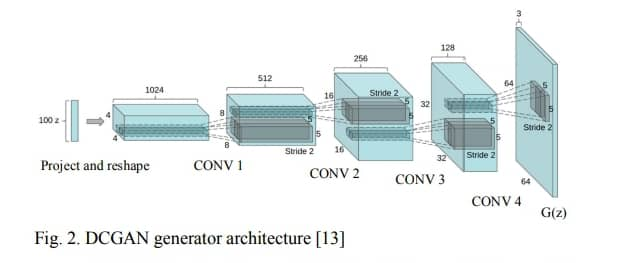 3
256
128
512
1024
16
Stride 2
64
5
100 z
4
8
5
32
5
5
5
5
Stride 2
4
8
Stride 2
16
32
Stride 2
5
Project and reshape
CONV 1
CONV 2
CONV 3
64
CONV 4
G(z)
Fig. 2. DCGAN generator architecture [13]